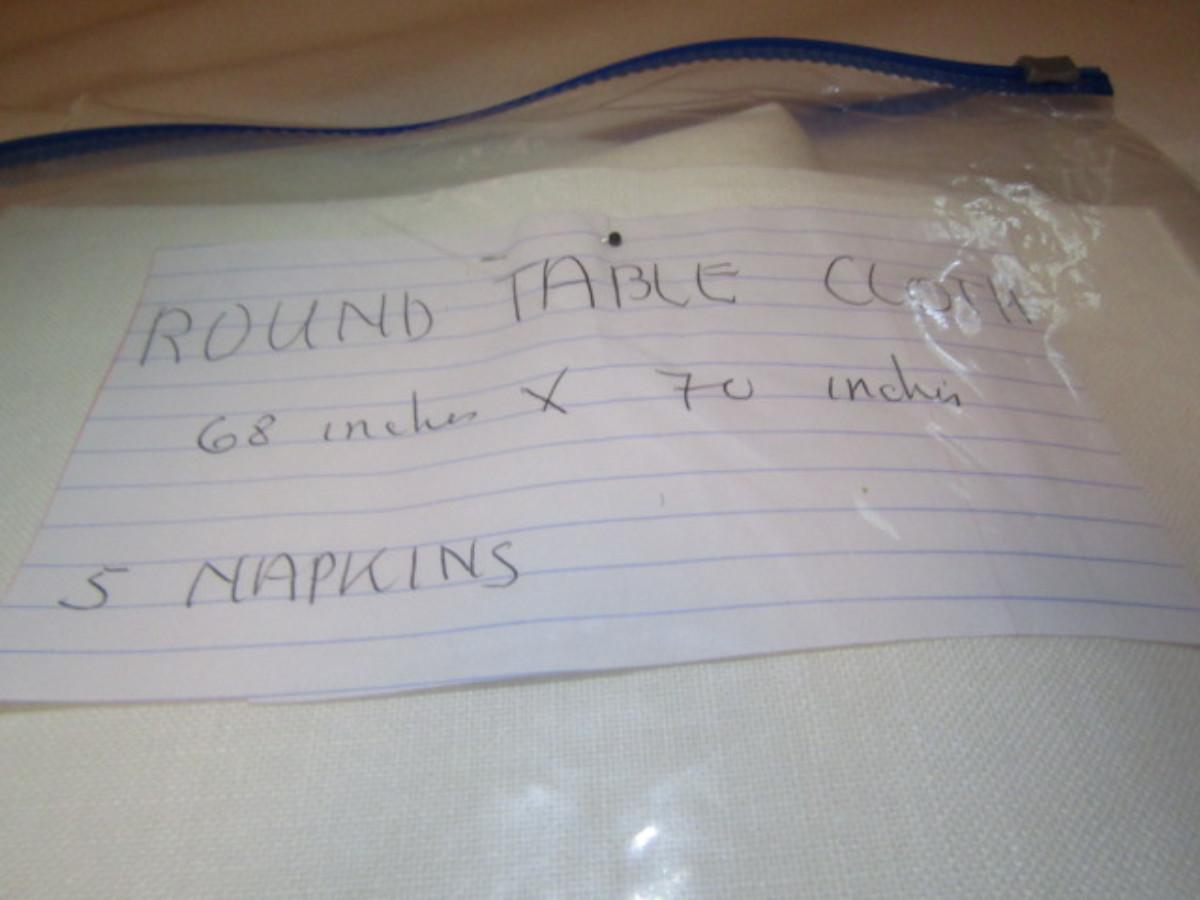 ROUND TABLE CLOTH
68 inches X 70 inches
5 NAPKINS